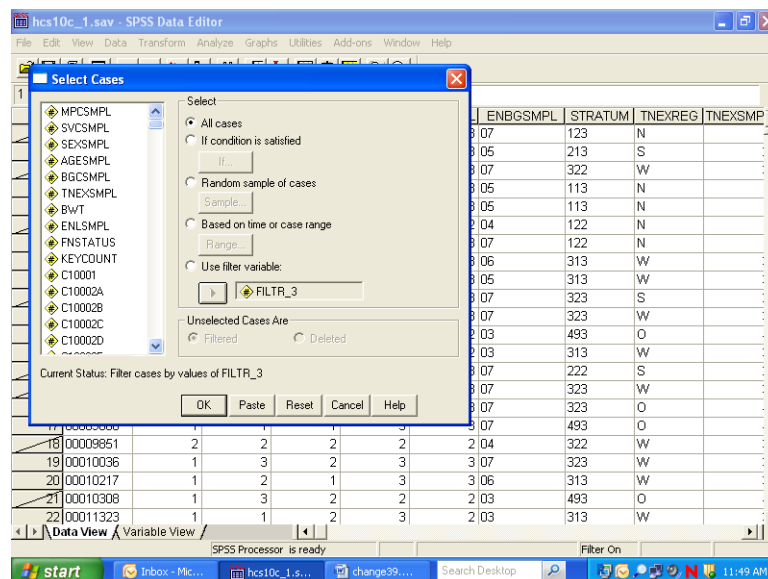 hcs10c_1.sav - SPSS Data Editor
File Edit View Data Transform Analyze Graphs Utilities Add-ons Window Help
Select Cases
1
MPCSMPL
SVCSMPL
SEXSMPL
AGESMPL
BGCSMPL
TNEXSMPL
BWT
ENLSMPL
FNSTATUS
KEYCOUNT
C10001
C10002A
C10002B
C10002C
C10002D
Select
All cases
If condition is satisfied
If...
Random sample of cases
Sample...
Based on time or case range
Range...
Use filter variable:
FILTR_3
Unselected Cases Are
Filtered Deleted
Current Status: Filter cases by values of FILTR_3
OK Paste Reset Cancel Help
ENBGSMPL STRATUM TNEXREG TNEXSMP
07 123 N
05 213 S
07 322 W
05 113 N
05 113 N
04 122 N
07 122 N
06 313 W
05 313 W
07 323 S
07 323 W
03 493 O
03 313 W
07 222 S
07 323 W
07 323 O
07 493 O
18 00009851 2 2 2 2 2 04 322 W
19 00010036 1 3 2 3 3 07 323 W
20 00010217 1 2 1 3 3 06 313 W
21 00010308 1 3 2 2 2 03 493 O
22 00011323 1 1 2 3 2 03 313 W
Data View Variable View
SPSS Processor is ready Filter On
start Inbox - Mic... hcs10c_1.s... change39.... Search Desktop 11:49 AM